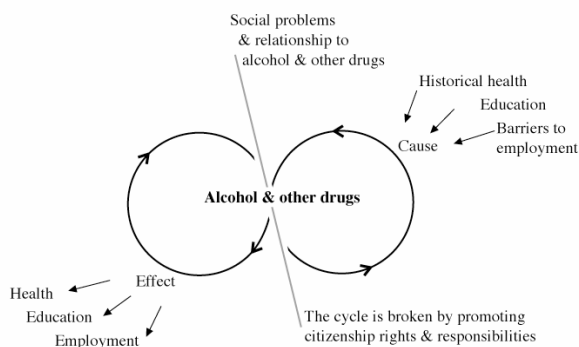 Social problems
& relationship to
alcohol & other drugs
Historical health
Education
Barriers to
employment
Cause
Alcohol & other drugs
Effect
Health
Education
Employment
The cycle is broken by promoting
citizenship rights & responsibilities